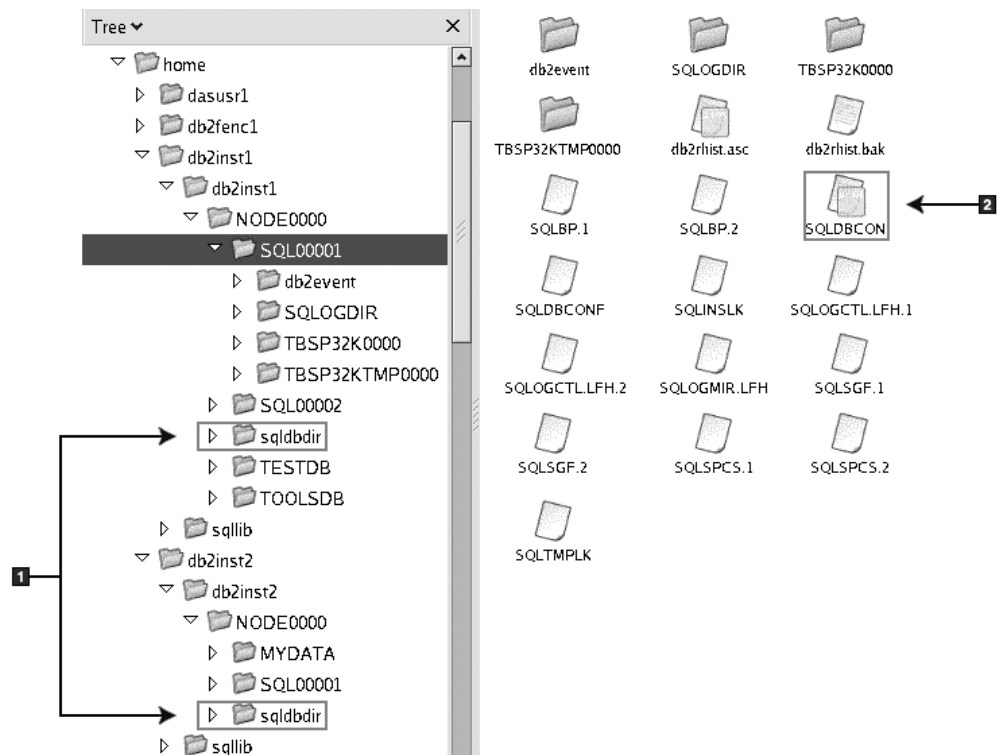 Tree
home
dasusr1
db2fenc1
db2inst1
db2inst1
NODE0000
SQL00001
db2event
SQLOGDIR
TBSP32K0000
TBSP32KTMP0000
SQL00002
sqldbdir
TESTDB
TOOLSDB
sqllib
db2inst2
db2inst2
NODE0000
MYDATA
SQL00001
sqldbdir
sqllib
1
db2event SQLOGDIR TBSP32K0000
TBSP32KTMP0000 db2rhist.asc db2rhist.bak
SQLBP.1 SQLBP.2 SQLDBCON
2
SQLDBCONF SQLINSLK SQLOGCTL.LFH.1
SQLOGCTL.LFH.2 SQLOGMIR.LFH SQLSGF.1
SQLSGF.2 SQLSPCS.1 SQLSPCS.2
SQLTMPLK